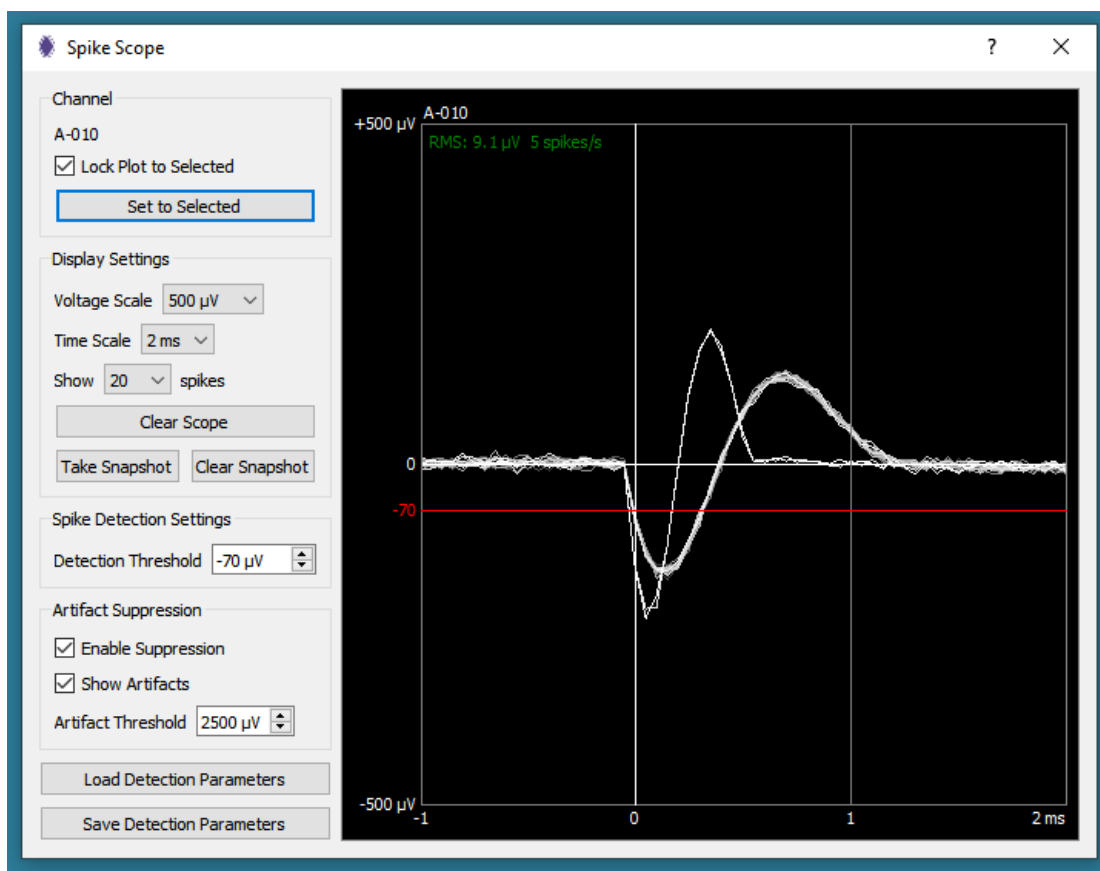 Spike Scope
?
Channel
A-010
Lock Plot to Selected
Set to Selected
Display Settings
Voltage Scale 500 µV
Time Scale 2 ms
Show 20 spikes
Clear Scope
Take Snapshot Clear Snapshot
Spike Detection Settings
Detection Threshold -70 µV
Artifact Suppression
Enable Suppression
Show Artifacts
Artifact Threshold 2500 µV
Load Detection Parameters
Save Detection Parameters
+500 µV A-010
RMS: 9.1 µV 5 spikes/s
0
-70
-500 µV
-1 0 1 2 ms